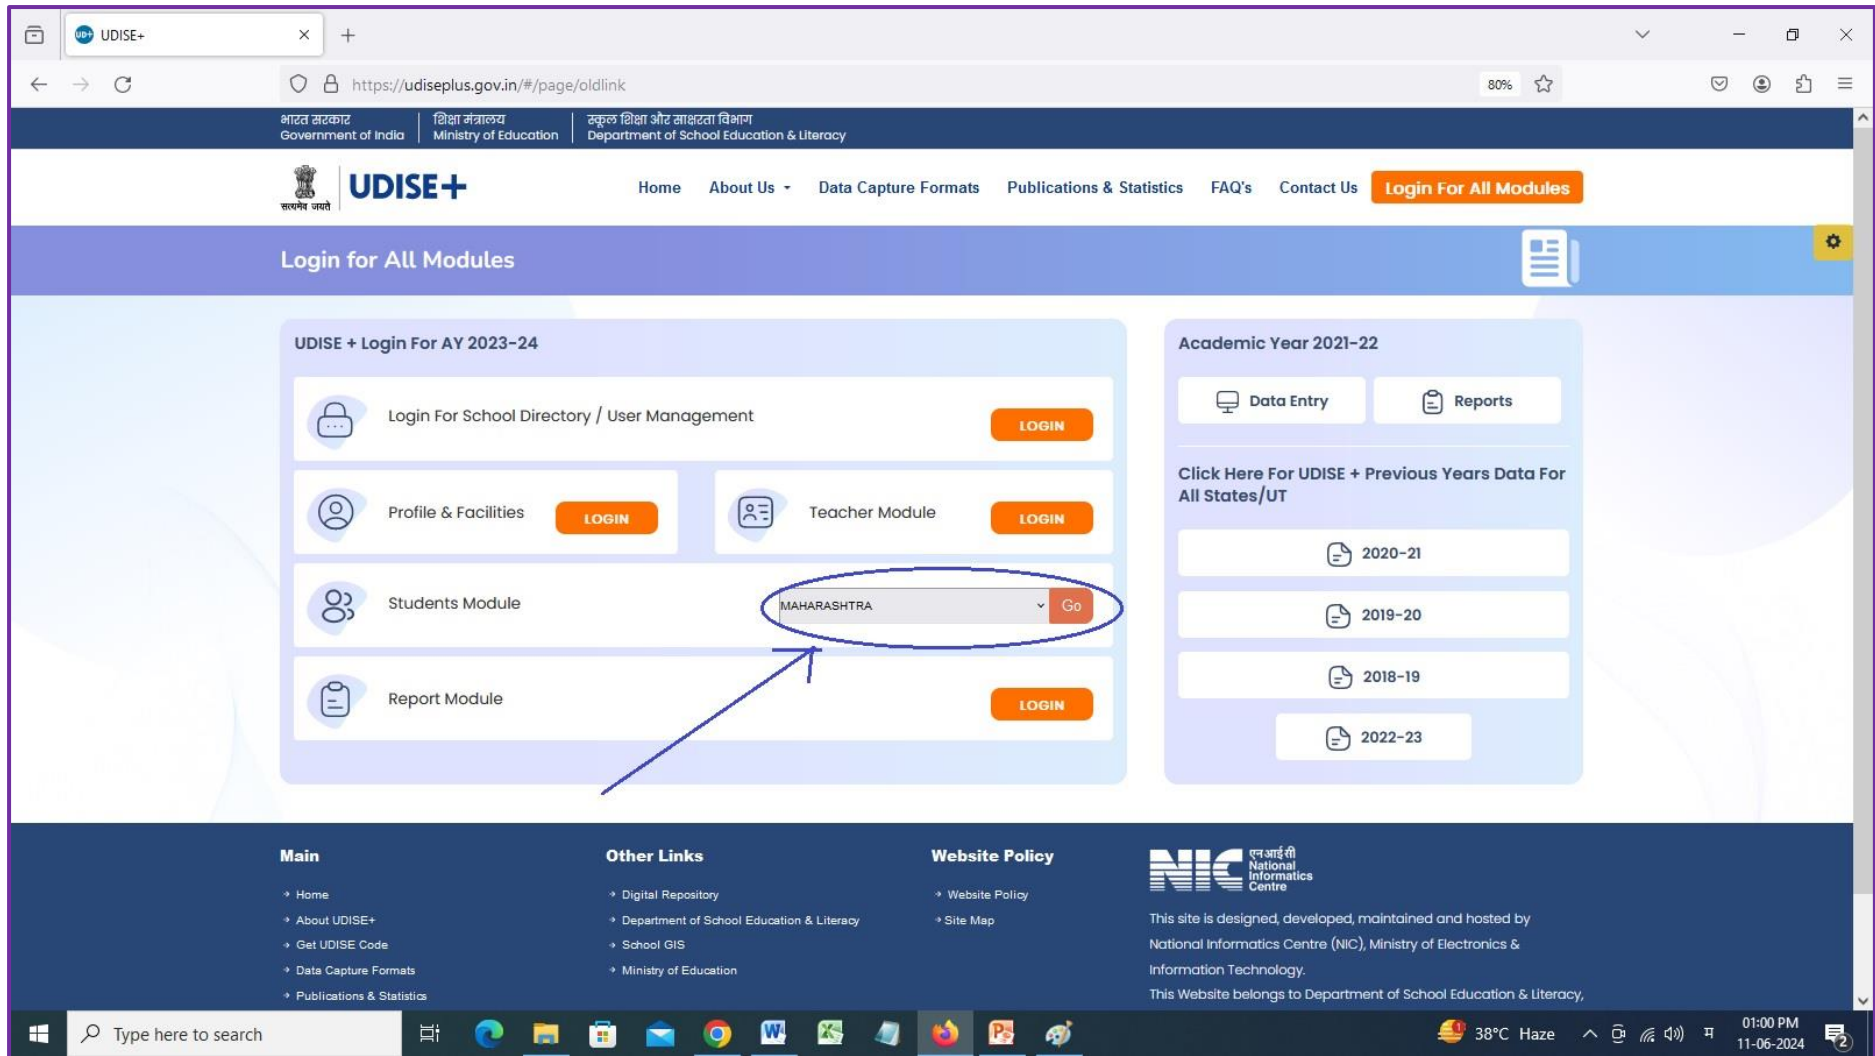 UDISE+
https://udiseplus.gov.in/#/page/oldlink
80%
भारत सरकार
Government of India
शिक्षा मंत्रालय
Ministry of Education
स्कूल शिक्षा और साक्षरता विभाग
Department of School Education & Literacy
सत्यमेव जयते
UDISE+
Home
About Us
Data Capture Formats
Publications & Statistics
FAQ's
Contact Us
Login For All Modules
Login for All Modules
UDISE + Login For AY 2023-24
Login For School Directory / User Management
LOGIN
Profile & Facilities
LOGIN
Teacher Module
LOGIN
Students Module
MAHARASHTRA
Go
Report Module
LOGIN
Academic Year 2021-22
Data Entry
Reports
Click Here For UDISE + Previous Years Data For
All States/UT
2020-21
2019-20
2018-19
2022-23
Main
Home
About UDISE+
Get UDISE Code
Data Capture Formats
Publications & Statistics
Other Links
Digital Repository
Department of School Education & Literacy
School GIS
Ministry of Education
Website Policy
Website Policy
Site Map
NIC
एनआईसी
National
Informatics
Centre
This site is designed, developed, maintained and hosted by
National Informatics Centre (NIC), Ministry of Electronics &
Information Technology.
This Website belongs to Department of School Education & Literacy,
Type here to search
38°C Haze
म
01:00 PM
11-06-2024
2